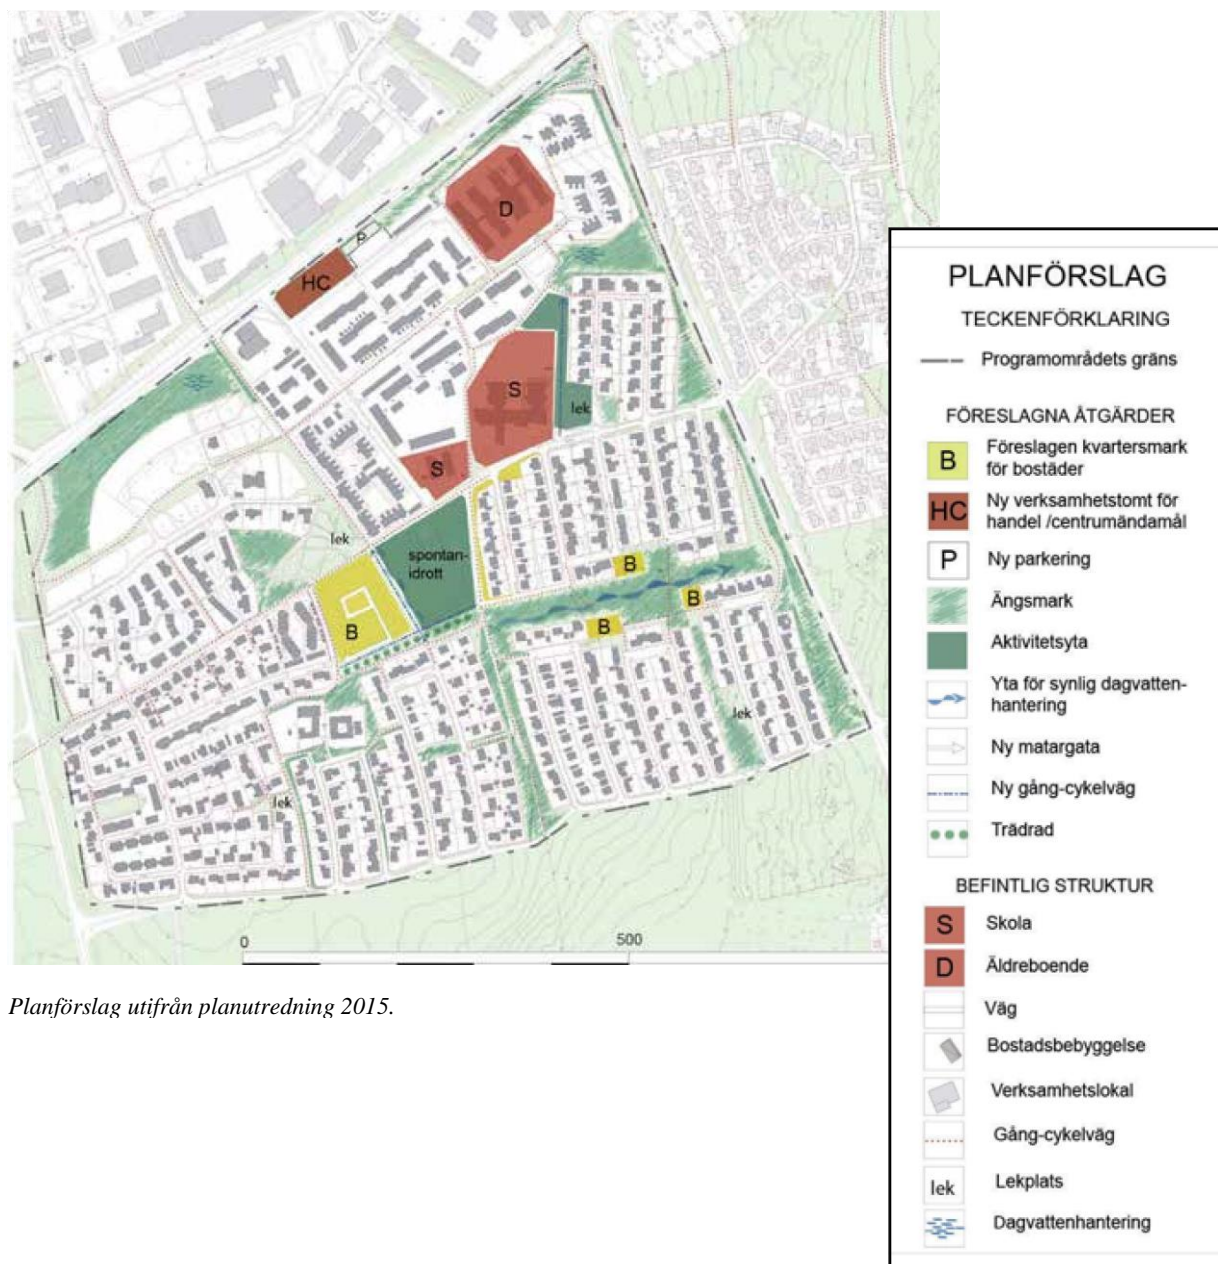 D
P
HC
S
lek
S
lek
spontan-
idrott
B
B
B
B
lek
lek
0
500
Planförslag utifrån planutredning 2015.
PLANFÖRSLAG
TECKENFÖRKLARING
Programområdets gräns
FÖRESLAGNA ÅTGÄRDER
B
Föreslagen kvartersmark
för bostäder
HC
Ny verksamhetstomt för
handel /centrumändamål
P
Ny parkering
Ängsmark
Aktivitetsyta
Yta för synlig dagvatten-
hantering
Ny matargata
Ny gång-cykelväg
Trädrad
BEFINTLIG STRUKTUR
S
Skola
D
Äldreboende
Väg
Bostadsbebyggelse
Verksamhetslokal
Gång-cykelväg
lek
Lekplats
Dagvattenhantering